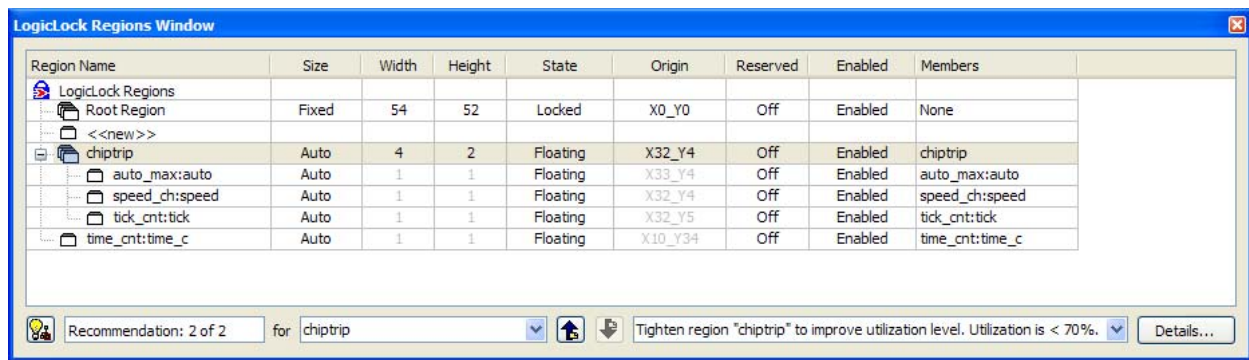 LogicLock Regions Window
Region Name Size Width Height State Origin Reserved Enabled Members
LogicLock Regions
Root Region Fixed 54 52 Locked X0_Y0 Off Enabled None
<<new>>
chiptrip Auto 4 2 Floating X32_Y4 Off Enabled chiptrip
auto_max:auto Auto 1 1 Floating X33_Y4 Off Enabled auto_max:auto
speed_ch:speed Auto 1 1 Floating X32_Y4 Off Enabled speed_ch:speed
tick_cnt:tick Auto 1 1 Floating X32_Y5 Off Enabled tick_cnt:tick
time_cnt:time_c Auto 1 1 Floating X10_Y34 Off Enabled time_cnt:time_c
Recommendation: 2 of 2 for chiptrip Tighten region "chiptrip" to improve utilization level. Utilization is < 70%. Details...